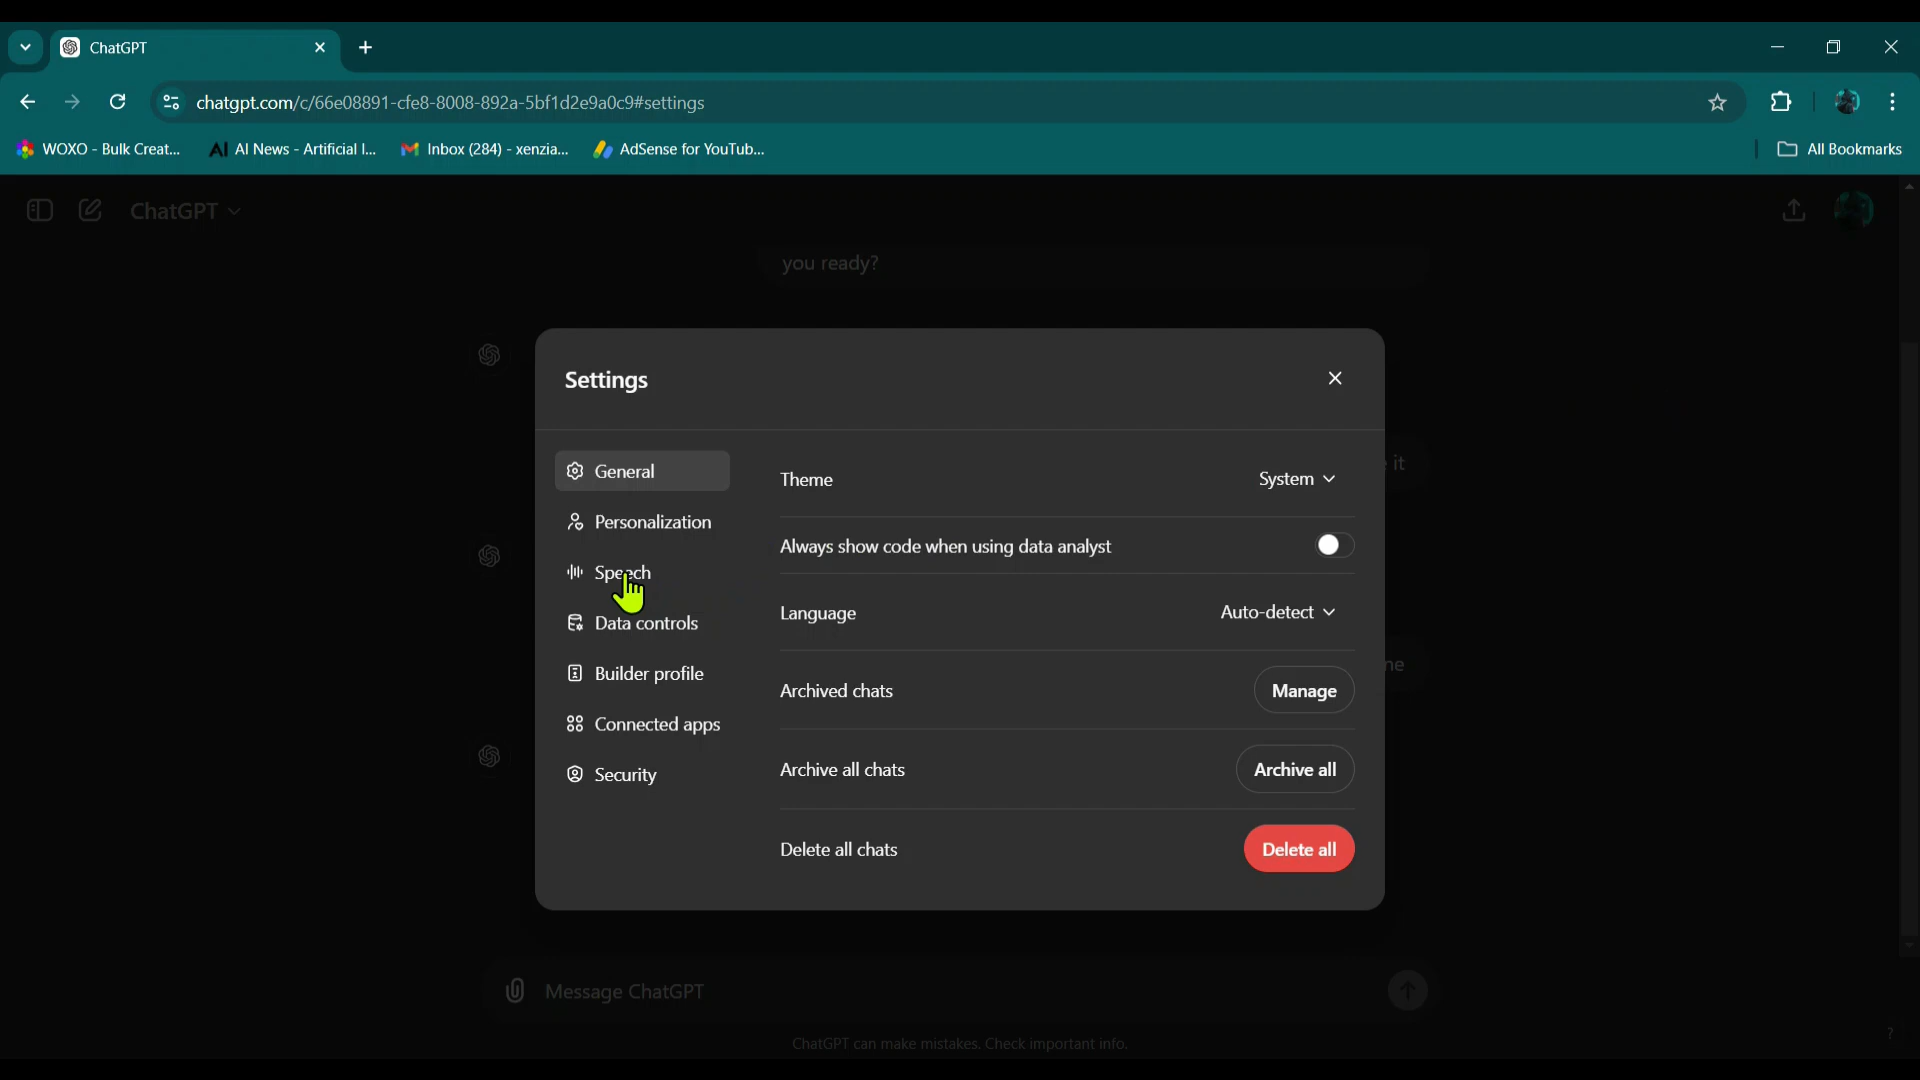 ChatGPT
chatgpt.com/c/66e08891-cfe8-8008-892a-5bf1d2e9a0c9#settings
WOXO - Bulk Creat...
AI News - Artificial I...
Inbox (284) - xenzia...
AdSense for YouTub...
All Bookmarks
ChatGPT
you ready?
Settings
it
General
Theme
System
Personalization
Always show code when using data analyst
Speech
Language
Auto-detect
Data controls
Builder profile
Archived chats
Manage
Connected apps
Archive all chats
Archive all
Security
Delete all chats
Delete all
Message ChatGPT
ChatGPT can make mistakes. Check important info.
?